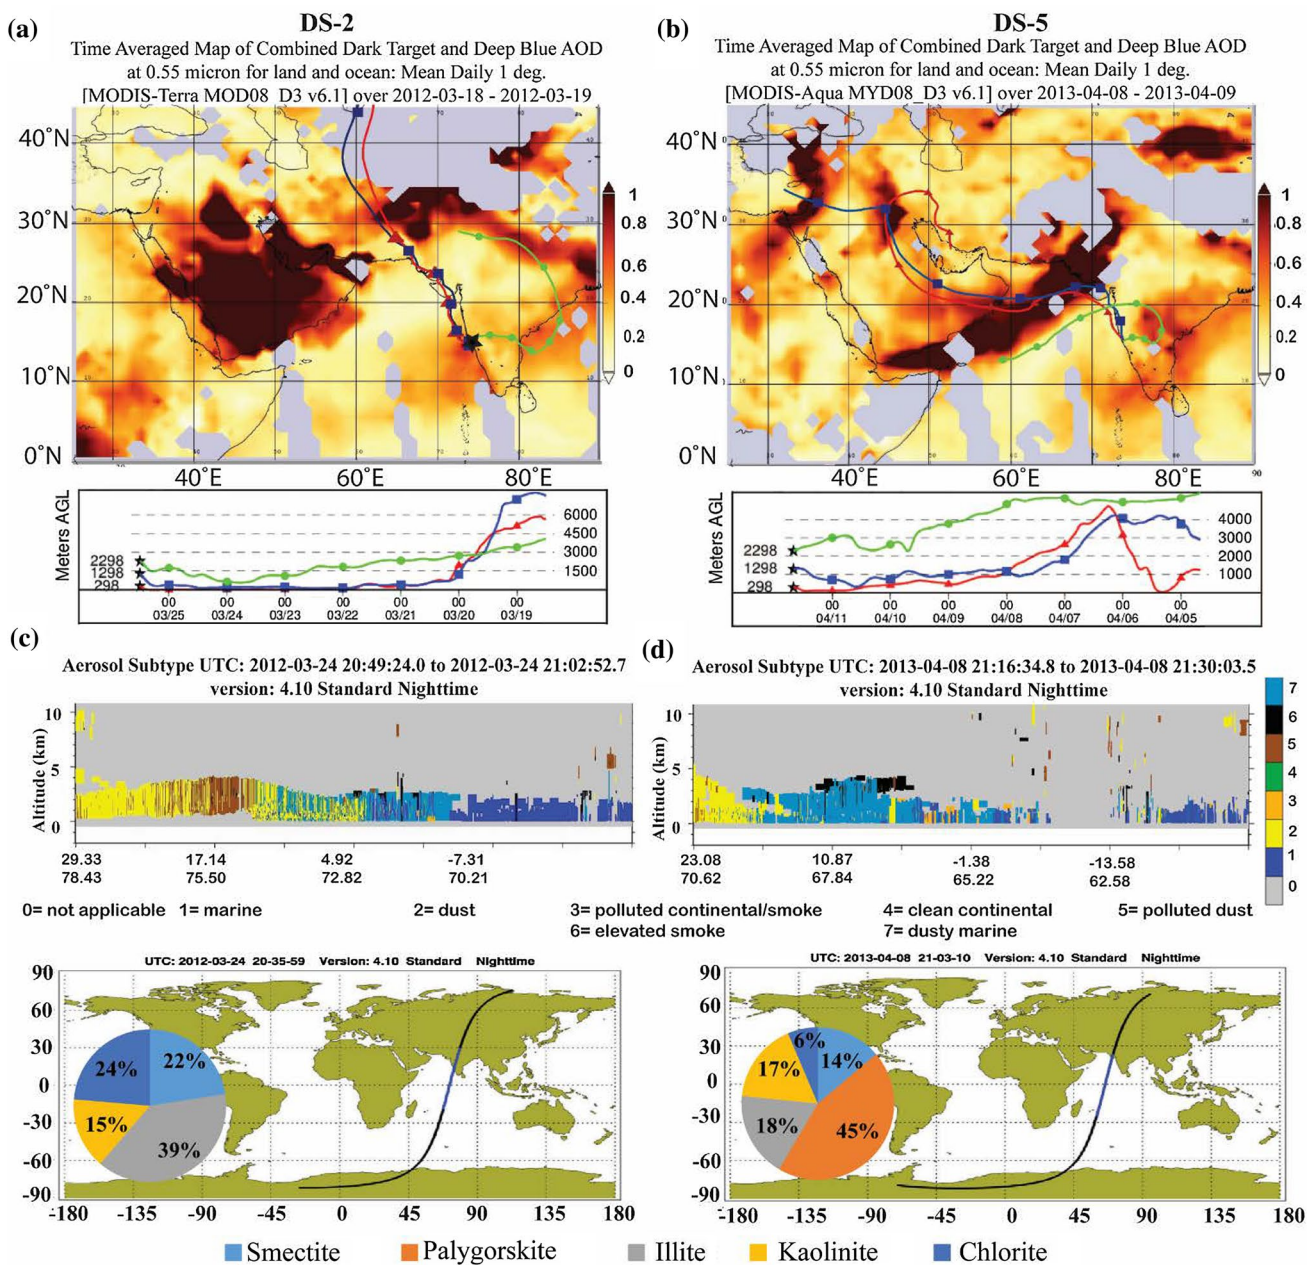 (a)
DS-2
Time Averaged Map of Combined Dark Target and Deep Blue AOD
at 0.55 micron for land and ocean: Mean Daily 1 deg.
[MODIS-Terra MOD08_D3 v6.1] over 2012-03-18 - 2012-03-19
40°N
30°N
20°N
10°N
0°N
40°E
60°E
80°E
1
0.8
0.6
0.4
0.2
0
Meters AGL
2298
1298
298
6000
4500
3000
1500
00 00 00 00 00 00 00
03/25 03/24 03/23 03/22 03/21 03/20 03/19
(b)
DS-5
Time Averaged Map of Combined Dark Target and Deep Blue AOD
at 0.55 micron for land and ocean: Mean Daily 1 deg.
[MODIS-Aqua MYD08_D3 v6.1] over 2013-04-08 - 2013-04-09
40°N
30°N
20°N
10°N
0°N
40°E
60°E
80°E
90
1
0.8
0.6
0.4
0.2
0
Meters AGL
2298
1298
298
4000
3000
2000
1000
00 00 00 00 00 00 00
04/11 04/10 04/09 04/08 04/07 04/06 04/05
(c)
Aerosol Subtype UTC: 2012-03-24 20:49:24.0 to 2012-03-24 21:02:52.7
version: 4.10 Standard Nighttime
Altitude (km)
10
5
0
29.33 17.14 4.92 -7.31
78.43 75.50 72.82 70.21
(d)
Aerosol Subtype UTC: 2013-04-08 21:16:34.8 to 2013-04-08 21:30:03.5
version: 4.10 Standard Nighttime
Altitude (km)
10
5
0
23.08 10.87 -1.38 -13.58
70.62 67.84 65.22 62.58
7
6
5
4
3
2
1
0
0= not applicable 1= marine 2= dust 3= polluted continental/smoke 4= clean continental 5= polluted dust
6= elevated smoke 7= dusty marine
UTC: 2012-03-24 20-35-59 Version: 4.10 Standard Nighttime
90
60
30
0
-30
-60
-90
-180 -135 -90 -45 0 45 90 135 180
24%
22%
15%
39%
UTC: 2013-04-08 21-03-10 Version: 4.10 Standard Nighttime
90
60
30
0
-30
-60
-90
-180 -135 -90 -45 0 45 90 135 180
6%
14%
17%
18%
45%
Smectite Palygorskite Illite Kaolinite Chlorite